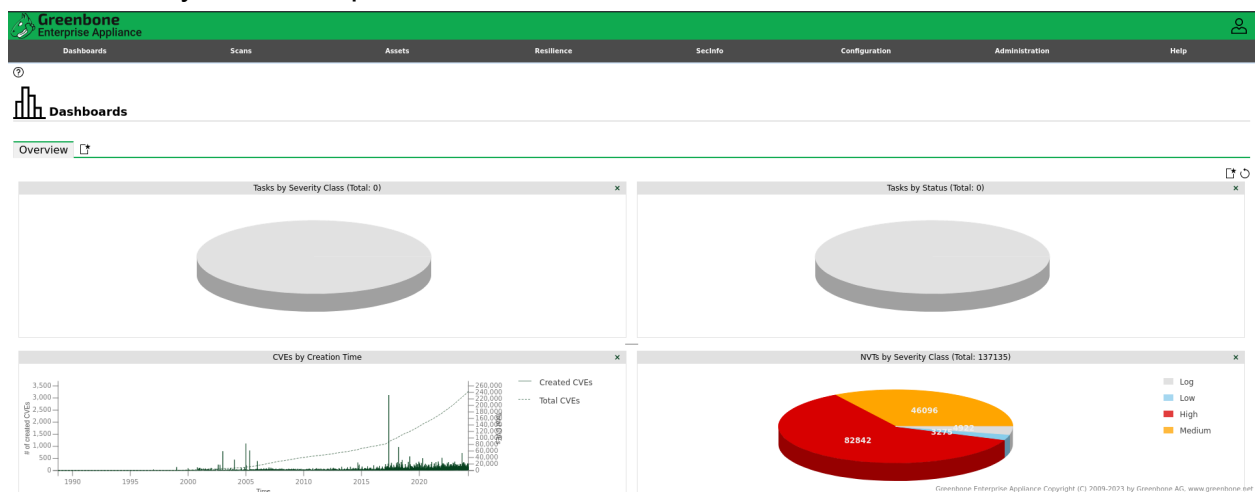 Greenbone
Enterprise Appliance
Dashboards Scans Assets Resilience SecInfo Configuration Administration Help
Dashboards
Overview
Tasks by Severity Class (Total: 0) ×
Tasks by Status (Total: 0) ×
CVEs by Creation Time ×
# of created CVEs
3,500
3,000
2,500
2,000
1,500
1,000
500
0
1990 1995 2000 2005 2010 2015 2020
Time
260,000
240,000
220,000
200,000
180,000
160,000
140,000
120,000
100,000
80,000
60,000
40,000
20,000
0
Created CVEs
Total CVEs
NVTs by Severity Class (Total: 137135) ×
46096
82842
3275
4922
Log
Low
High
Medium
Greenbone Enterprise Appliance Copyright (C) 2009-2023 by Greenbone AG, www.greenbone.net